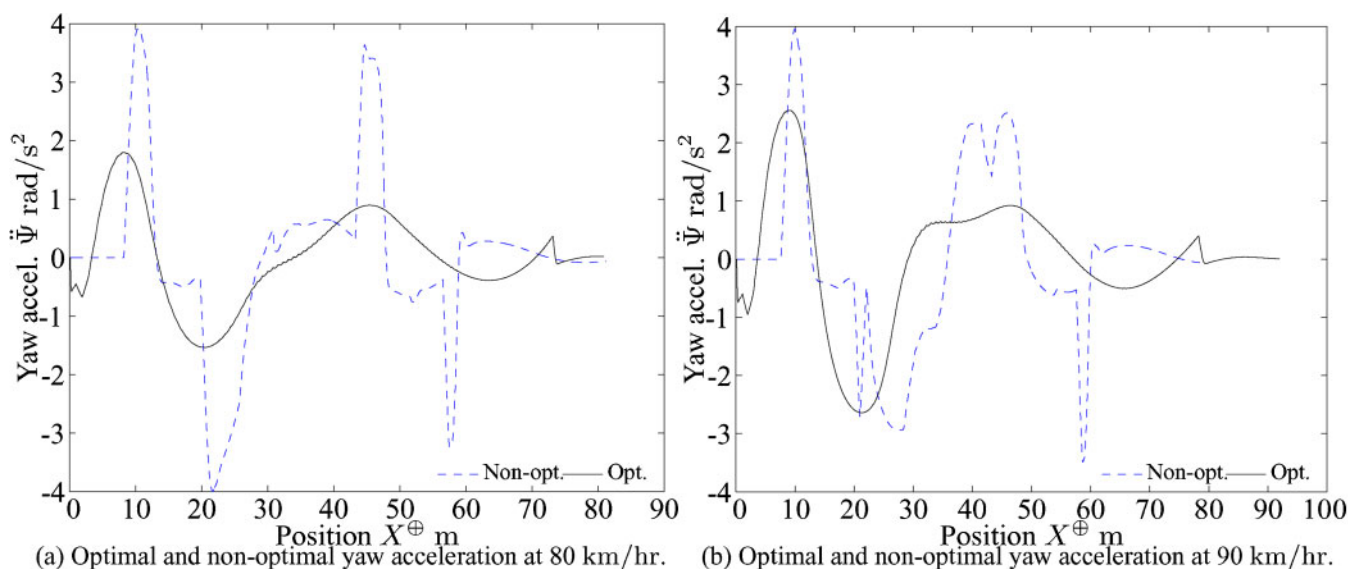 4
3
2
1
0
-1
-2
-3
-4
Yaw accel. Ψ̈ rad/s²
Non-opt. Opt.
0 10 20 30 40 50 60 70 80 90
Position X⊕ m
(a) Optimal and non-optimal yaw acceleration at 80 km/hr.
4
3
2
1
0
-1
-2
-3
-4
Yaw accel. Ψ̈ rad/s²
Non-opt. Opt.
0 10 20 30 40 50 60 70 80 90 100
Position X⊕ m
(b) Optimal and non-optimal yaw acceleration at 90 km/hr.